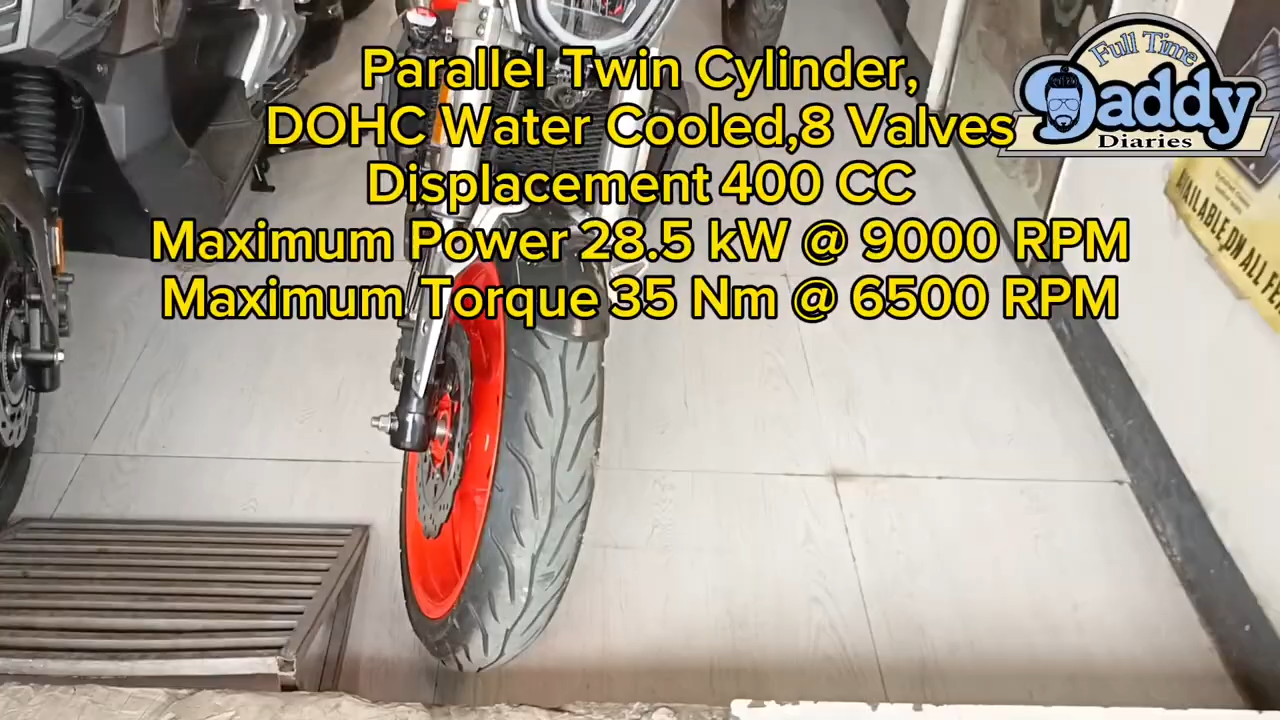 Parallel Twin Cylinder,
DOHC Water Cooled,8 Valves
Displacement 400 CC
Maximum Power 28.5 kW @ 9000 RPM
Maximum Torque 35 Nm @ 6500 RPM
Full Time
Daddy
Diaries
AVAILABLE ON ALL